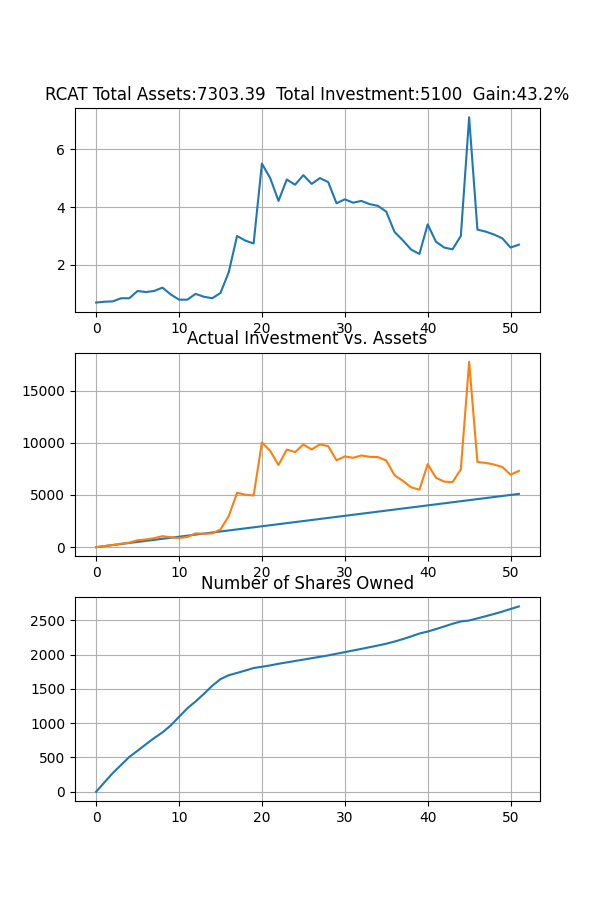 RCAT Total Assets:7303.39  Total Investment:5100  Gain:43.2%
6
4
2
0 10 20 30 40 50
Actual Investment vs. Assets
15000
10000
5000
0
0 10 20 30 40 50
Number of Shares Owned
2500
2000
1500
1000
500
0
0 10 20 30 40 50